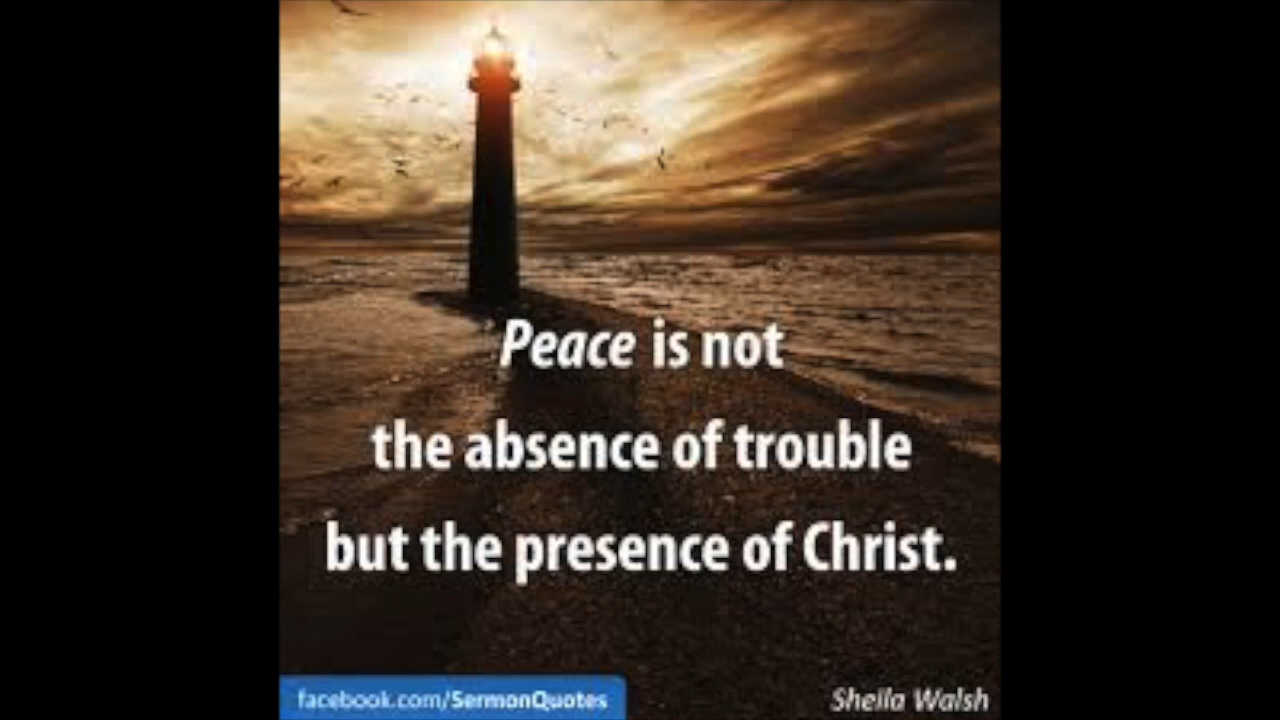 Peace is not
the absence of trouble
but the presence of Christ.
facebook.com/SermonQuotes
Sheila Walsh